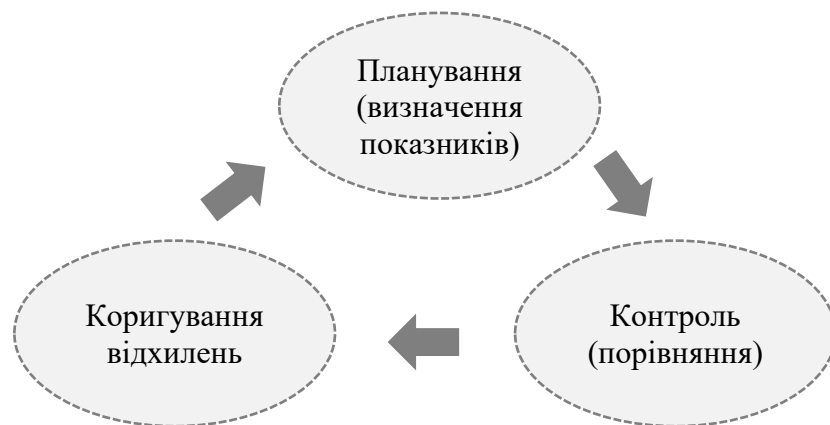 Планування
(визначення
показників)
Коригування
відхилень
Контроль
(порівняння)